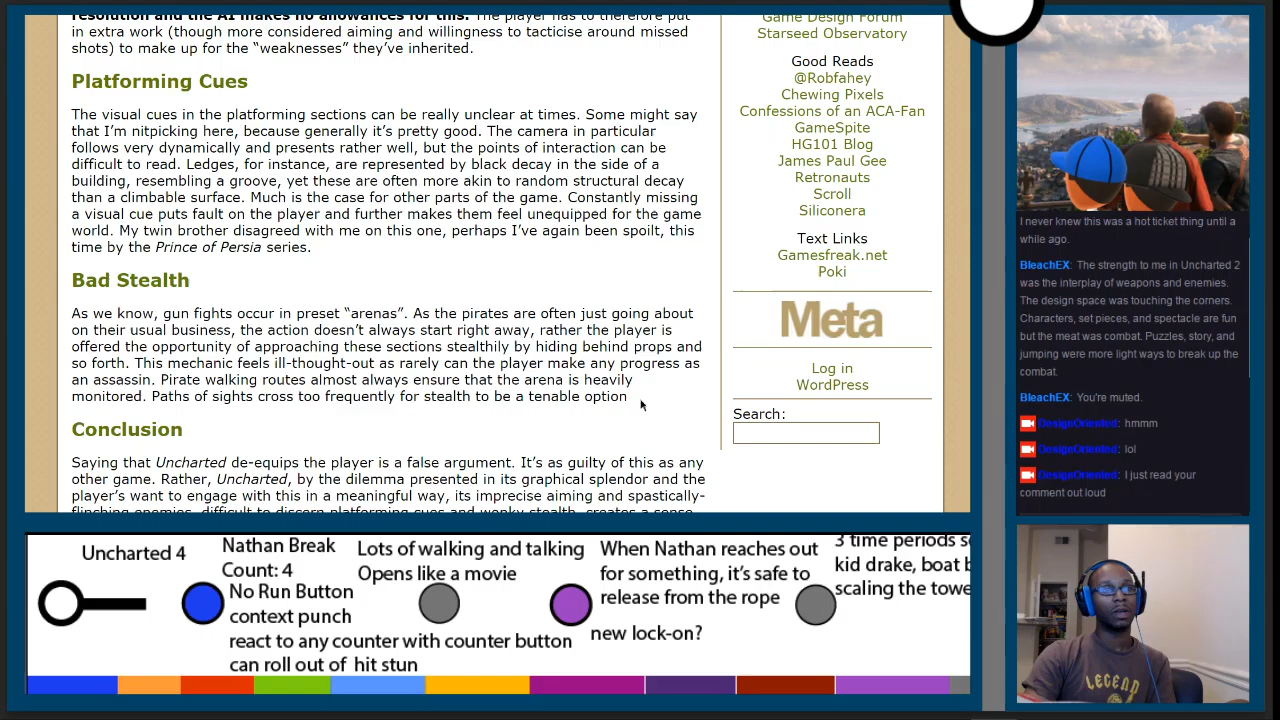 resolution and the AI makes no allowances for this. The player has to therefore put
in extra work (though more considered aiming and willingness to tacticise around missed
shots) to make up for the “weaknesses” they’ve inherited.
Platforming Cues
The visual cues in the platforming sections can be really unclear at times. Some might say
that I’m nitpicking here, because generally it’s pretty good. The camera in particular
follows very dynamically and presents rather well, but the points of interaction can be
difficult to read. Ledges, for instance, are represented by black decay in the side of a
building, resembling a groove, yet these are often more akin to random structural decay
than a climbable surface. Much is the case for other parts of the game. Constantly missing
a visual cue puts fault on the player and further makes them feel unequipped for the game
world. My twin brother disagreed with me on this one, perhaps I’ve again been spoilt, this
time by the Prince of Persia series.
Bad Stealth
As we know, gun fights occur in preset “arenas”. As the pirates are often just going about
on their usual business, the action doesn’t always start right away, rather the player is
offered the opportunity of approaching these sections stealthily by hiding behind props and
so forth. This mechanic feels ill-thought-out as rarely can the player make any progress as
an assassin. Pirate walking routes almost always ensure that the arena is heavily
monitored. Paths of sights cross too frequently for stealth to be a tenable option
Conclusion
Saying that Uncharted de-equips the player is a false argument. It’s as guilty of this as any
other game. Rather, Uncharted, by the dilemma presented in its graphical splendor and the
player’s want to engage with this in a meaningful way, its imprecise aiming and spastically-
flinching enemies, difficult to discern platforming cues and wonky stealth, creates a sense
Game Design Forum
Starseed Observatory
Good Reads
@Robfahey
Chewing Pixels
Confessions of an ACA-Fan
GameSpite
HG101 Blog
James Paul Gee
Retronauts
Scroll
Siliconera
Text Links
Gamesfreak.net
Poki
Meta
Log in
WordPress
Search:
I never knew this was a hot ticket thing until a
while ago.
BleachEX: The strength to me in Uncharted 2
was the interplay of weapons and enemies.
The design space was touching the corners.
Characters, set pieces, and spectacle are fun
but the meat was combat. Puzzles, story, and
jumping were more light ways to break up the
combat.
BleachEX: You're muted.
DesignOriented: hmmm
DesignOriented: lol
DesignOriented: I just read your
comment out loud
Uncharted 4
Nathan Break
Count: 4
No Run Button
context punch
react to any counter with counter button
can roll out of hit stun
Lots of walking and talking
Opens like a movie
When Nathan reaches out
for something, it's safe to
release from the rope
new lock-on?
3 time periods
kid drake, boat
scaling the
LEGEND